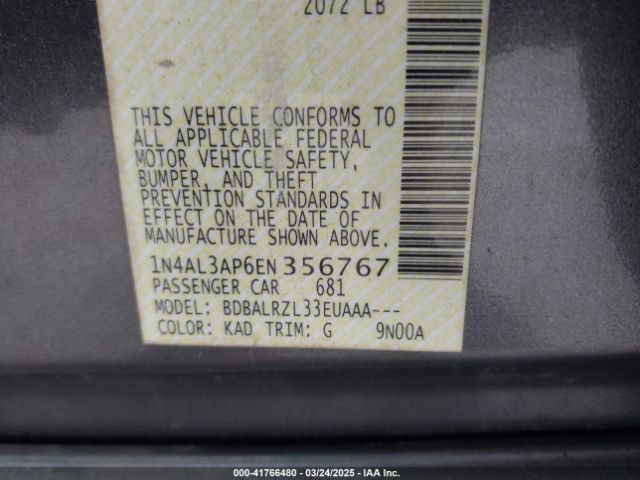 2072 LB
THIS VEHICLE CONFORMS TO
ALL APPLICABLE FEDERAL
MOTOR VEHICLE SAFETY,
BUMPER, AND THEFT
PREVENTION STANDARDS IN
EFFECT ON THE DATE OF
MANUFACTURE SHOWN ABOVE.
1N4AL3AP6EN 356767
PASSENGER CAR 681
MODEL: BDBALRZL33EUAAA---
COLOR: KAD TRIM: G 9N00A
000-41766480 - 03/24/2025 - IAA Inc.